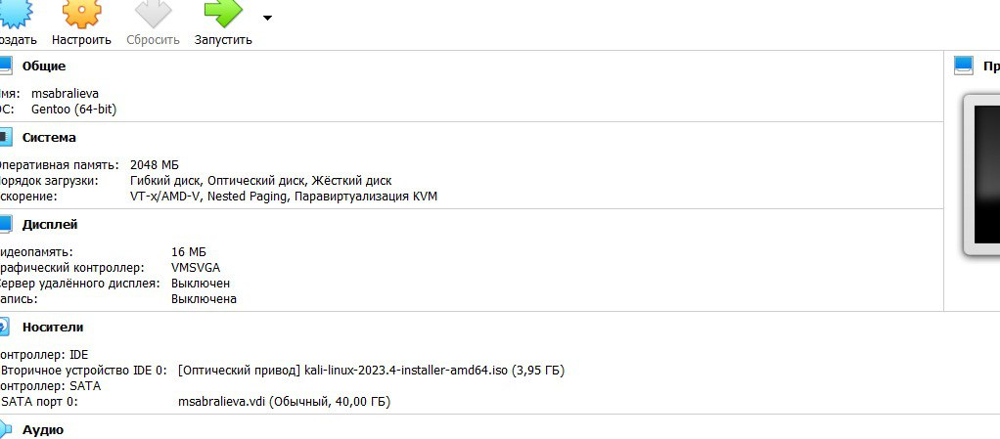 оздать Настроить Сбросить Запустить
Общие Пр
мя: msabralieva
ОС: Gentoo (64-bit)
Система
Оперативная память: 2048 МБ
орядок загрузки: Гибкий диск, Оптический диск, Жёсткий диск
скорение: VT-x/AMD-V, Nested Paging, Паравиртуализация KVM
Дисплей
идеопамять: 16 МБ
рафический контроллер: VMSVGA
Сервер удалённого дисплея: Выключен
апись: Выключена
Носители
онтроллер: IDE
Вторичное устройство IDE 0: [Оптический привод] kali-linux-2023.4-installer-amd64.iso (3,95 ГБ)
онтроллер: SATA
SATA порт 0: msabralieva.vdi (Обычный, 40,00 ГБ)
Аудио